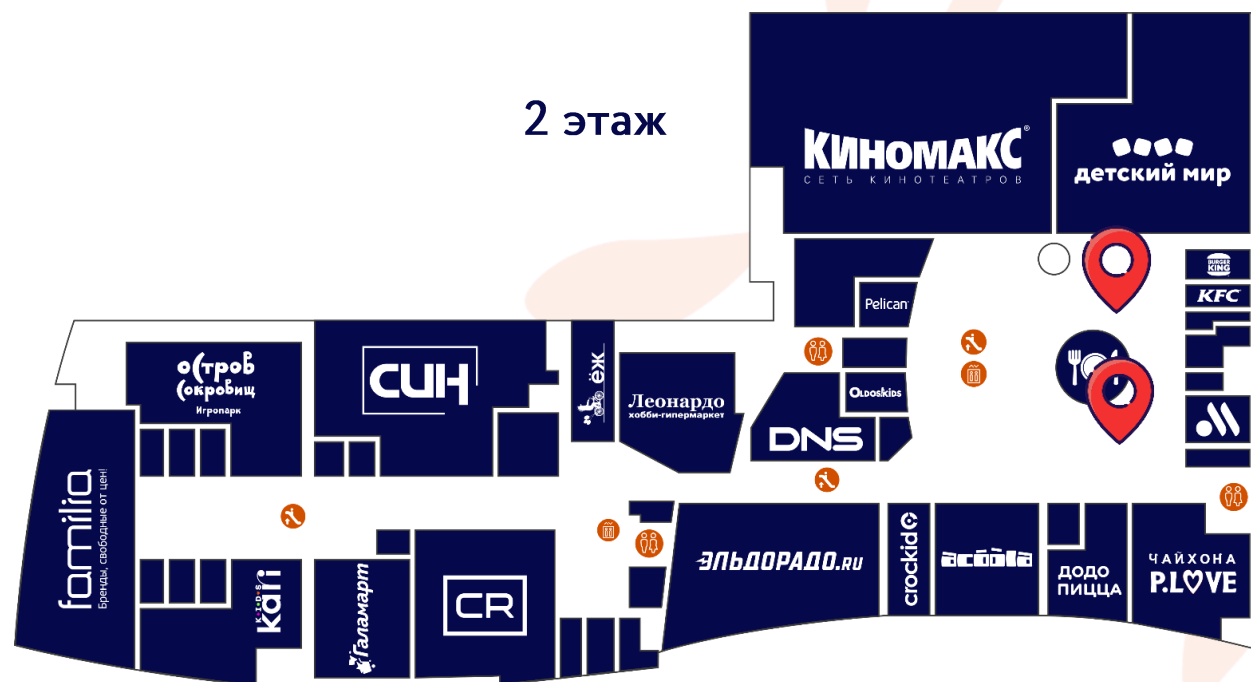 2 этаж
КИНОМАКС®
СЕТЬ КИНОТЕАТРОВ
детский мир
BURGER
KING
KFC
Pelican
OLDOSKIDS
DNS
Леонардо
хобби-гипермаркет
ёж
СИН
остров
сокровищ
Игропарк
familia
Бренды, свободные от цен!
KIDS
kari
Галамарт
CR
ЭЛЬДОРАДО.RU
crockid
acoola
ДОДО
ПИЦЦА
ЧАЙХОНА
P.L♥VE